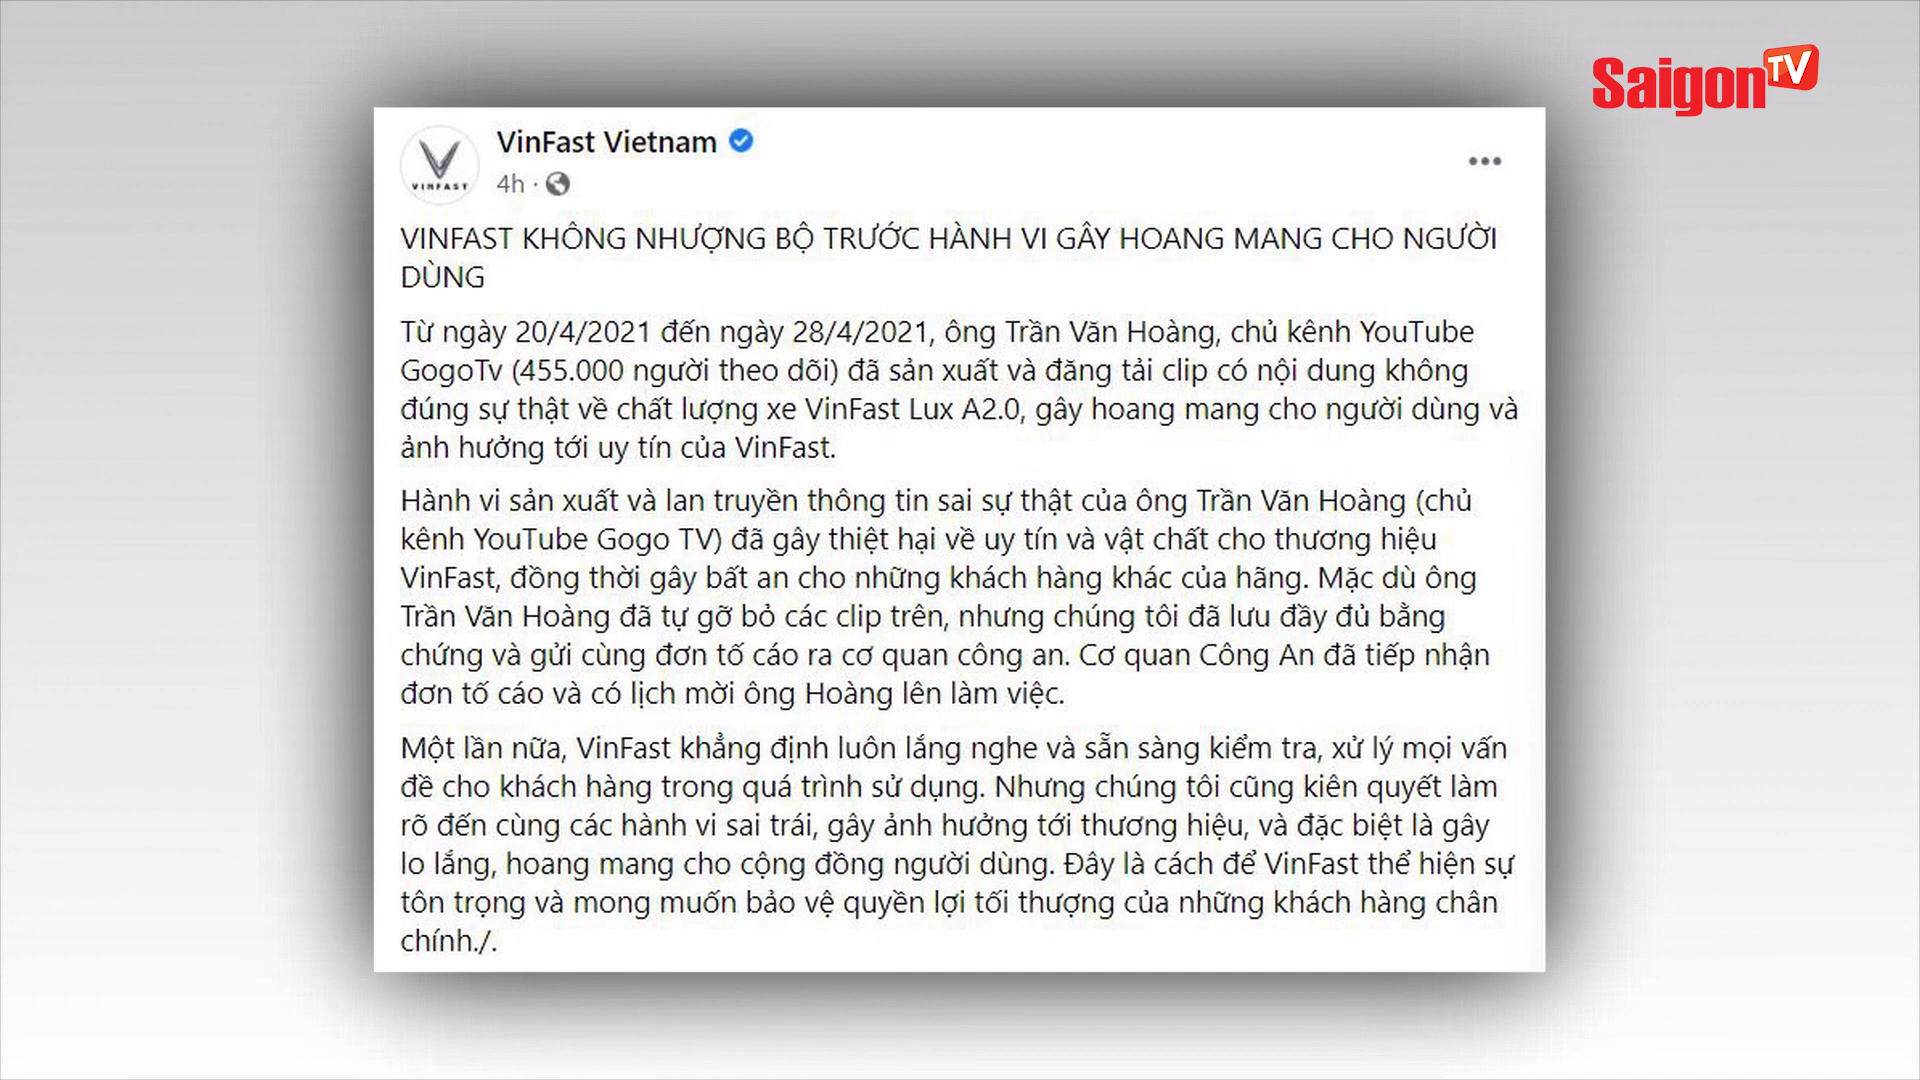 Saigon TV
VINFAST
VinFast Vietnam
4h ·
VINFAST KHÔNG NHƯỢNG BỘ TRƯỚC HÀNH VI GÂY HOANG MANG CHO NGƯỜI
DÙNG
Từ ngày 20/4/2021 đến ngày 28/4/2021, ông Trần Văn Hoàng, chủ kênh YouTube
GogoTv (455.000 người theo dõi) đã sản xuất và đăng tải clip có nội dung không
đúng sự thật về chất lượng xe VinFast Lux A2.0, gây hoang mang cho người dùng và
ảnh hưởng tới uy tín của VinFast.
Hành vi sản xuất và lan truyền thông tin sai sự thật của ông Trần Văn Hoàng (chủ
kênh YouTube Gogo TV) đã gây thiệt hại về uy tín và vật chất cho thương hiệu
VinFast, đồng thời gây bất an cho những khách hàng khác của hãng. Mặc dù ông
Trần Văn Hoàng đã tự gỡ bỏ các clip trên, nhưng chúng tôi đã lưu đầy đủ bằng
chứng và gửi cùng đơn tố cáo ra cơ quan công an. Cơ quan Công An đã tiếp nhận
đơn tố cáo và có lịch mời ông Hoàng lên làm việc.
Một lần nữa, VinFast khẳng định luôn lắng nghe và sẵn sàng kiểm tra, xử lý mọi vấn
đề cho khách hàng trong quá trình sử dụng. Nhưng chúng tôi cũng kiên quyết làm
rõ đến cùng các hành vi sai trái, gây ảnh hưởng tới thương hiệu, và đặc biệt là gây
lo lắng, hoang mang cho cộng đồng người dùng. Đây là cách để VinFast thể hiện sự
tôn trọng và mong muốn bảo vệ quyền lợi tối thượng của những khách hàng chân
chính./.